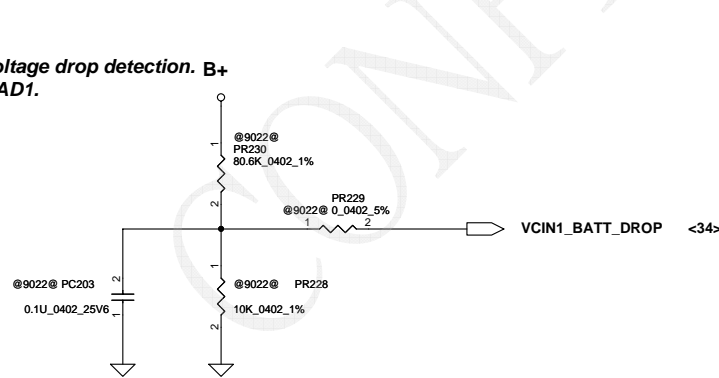 oltage drop detection. B+
AD1.
@9022@
PR230
80.6K_0402_1%
1
2
PR229
@9022@ 0_0402_5%
1 2
VCIN1_BATT_DROP <34>
@9022@ PC203
0.1U_0402_25V6
2
1
@9022@ PR228
10K_0402_1%
1
2
CONF